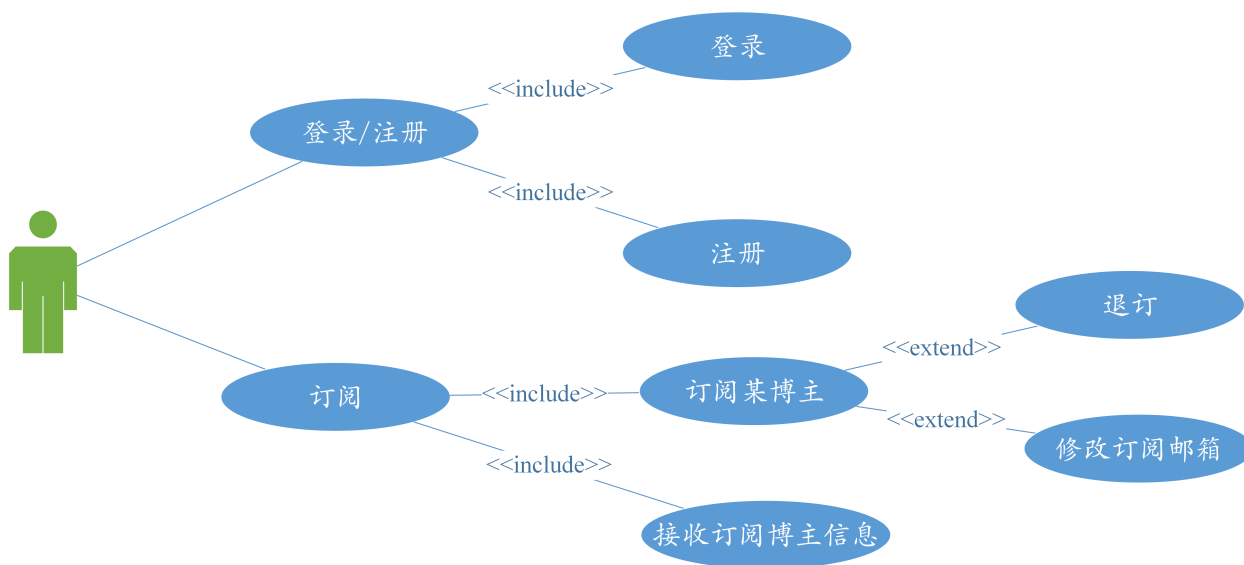 登录
<<include>>
登录/注册
<<include>>
注册
退订
<<extend>>
订阅
<<include>>
订阅某博主
<<extend>>
修改订阅邮箱
<<include>>
接收订阅博主信息